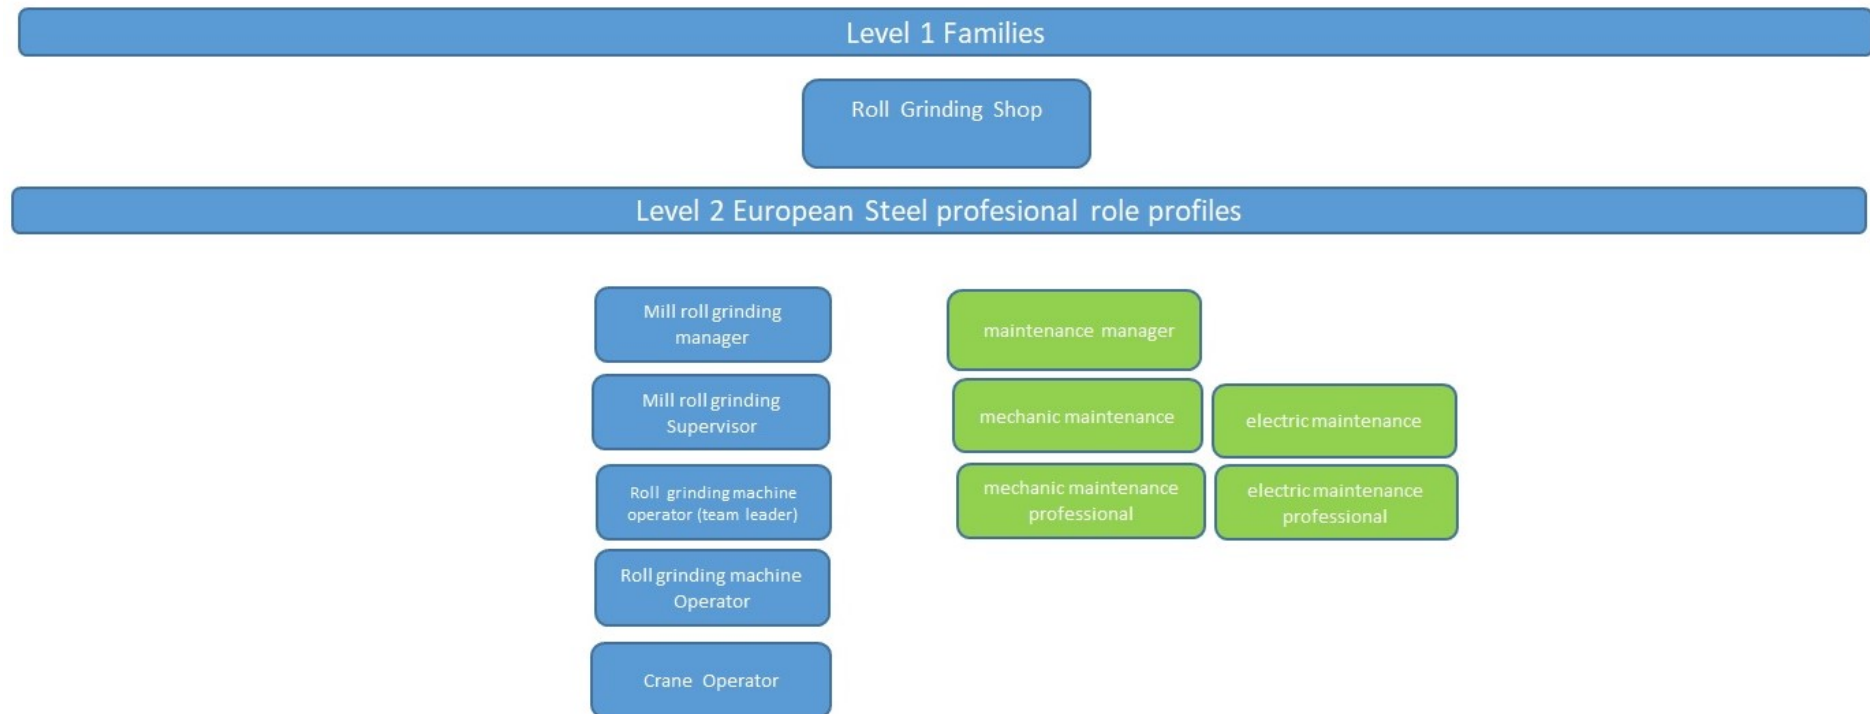 Level 1 Families
Roll Grinding Shop
Level 2 European Steel profesional role profiles
Mill roll grinding
manager
maintenance manager
Mill roll grinding
Supervisor
mechanic maintenance
electric maintenance
Roll grinding machine
operator (team leader)
mechanic maintenance
professional
electric maintenance
professional
Roll grinding machine
Operator
Crane Operator